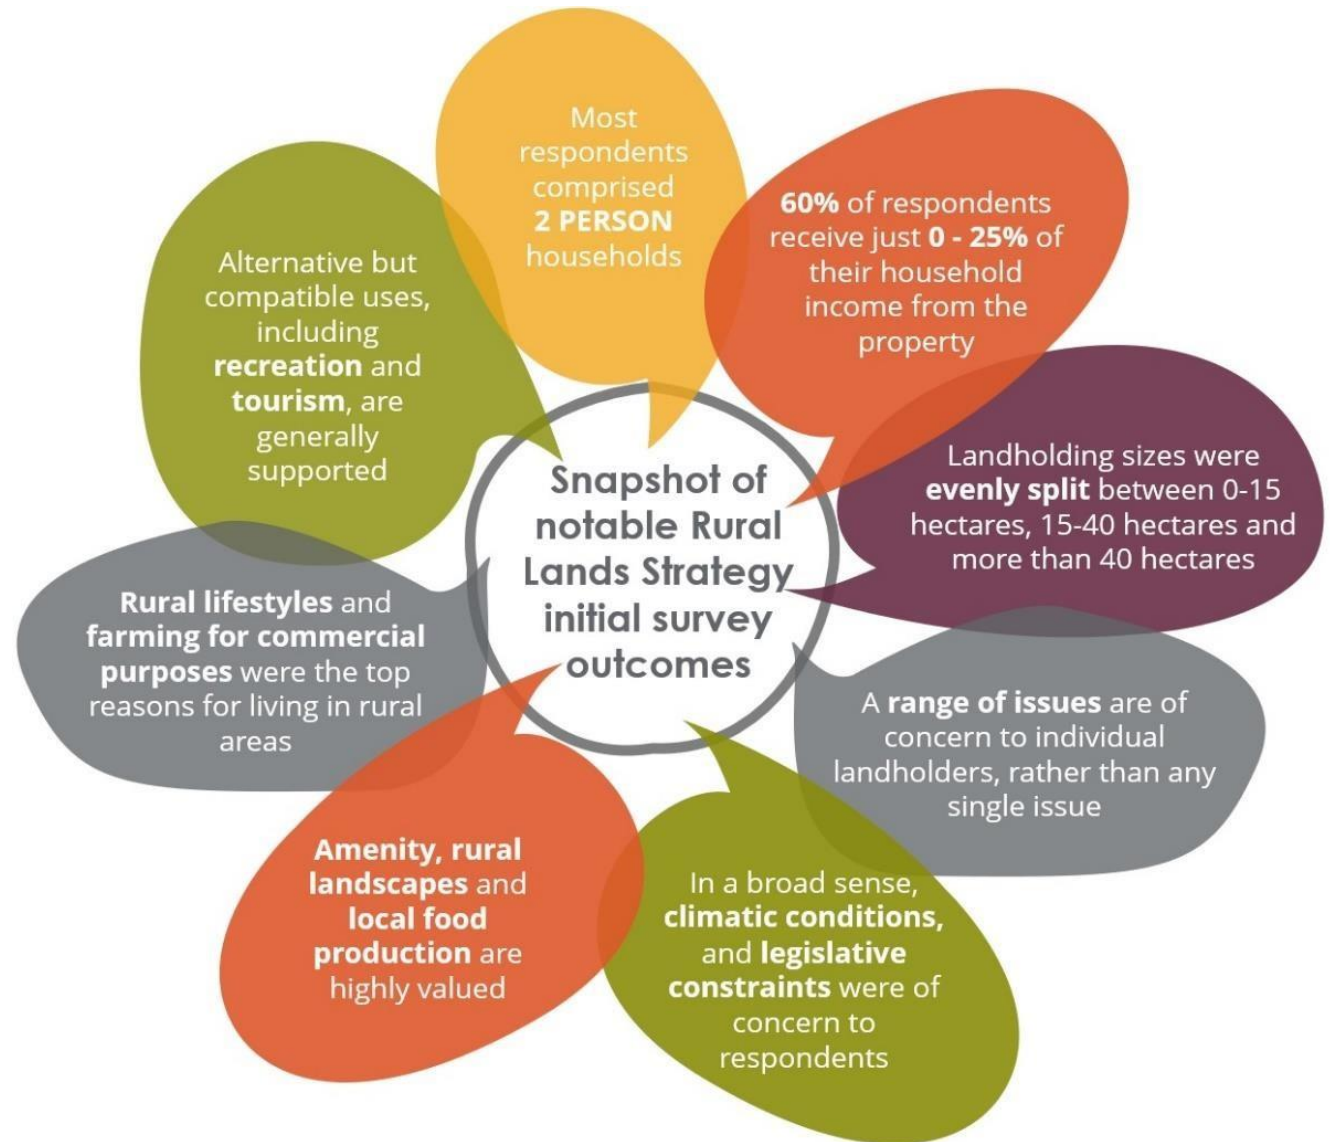 Most
respondents
comprised
2 PERSON
households
60% of respondents
receive just 0 - 25% of
their household
income from the
property
Landholding sizes were
evenly split between 0-15
hectares, 15-40 hectares and
more than 40 hectares
A range of issues are of
concern to individual
landholders, rather than any
single issue
In a broad sense,
climatic conditions,
and legislative
constraints were of
concern to
respondents
Amenity, rural
landscapes and
local food
production are
highly valued
Rural lifestyles and
farming for commercial
purposes were the top
reasons for living in rural
areas
Alternative but
compatible uses,
including
recreation and
tourism, are
generally
supported
Snapshot of
notable Rural
Lands Strategy
initial survey
outcomes